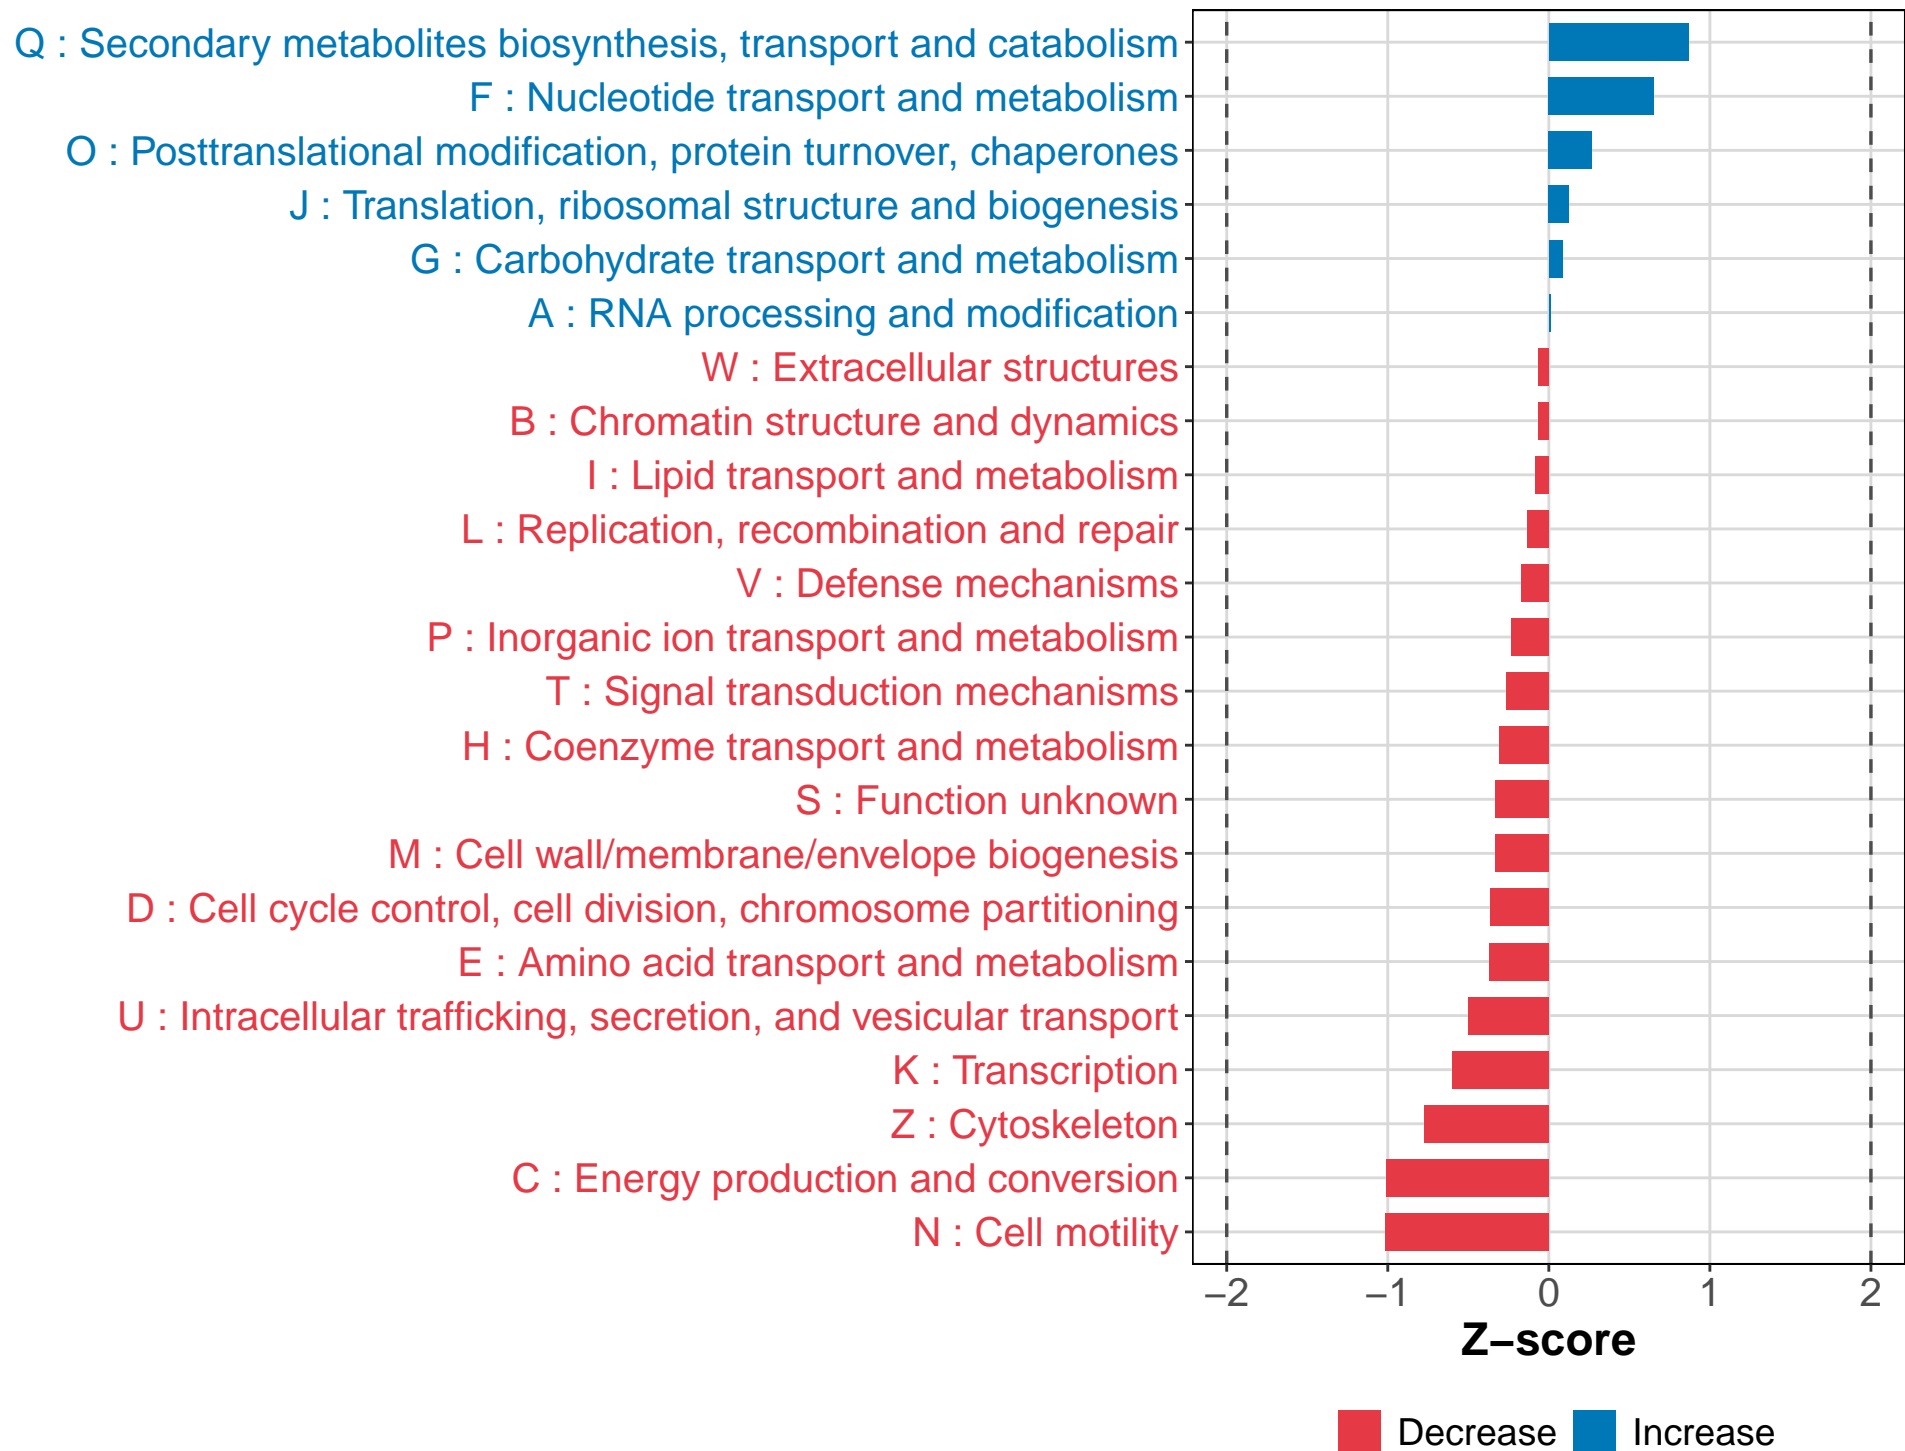 Q : Secondary metabolites biosynthesis, transport and catabolism
F : Nucleotide transport and metabolism
O : Posttranslational modification, protein turnover, chaperones
J : Translation, ribosomal structure and biogenesis
G : Carbohydrate transport and metabolism
A : RNA processing and modification
W : Extracellular structures
B : Chromatin structure and dynamics
I : Lipid transport and metabolism
L : Replication, recombination and repair
V : Defense mechanisms
P : Inorganic ion transport and metabolism
T : Signal transduction mechanisms
H : Coenzyme transport and metabolism
S : Function unknown
M : Cell wall/membrane/envelope biogenesis
D : Cell cycle control, cell division, chromosome partitioning
E : Amino acid transport and metabolism
U : Intracellular trafficking, secretion, and vesicular transport
K : Transcription
Z : Cytoskeleton
C : Energy production and conversion
N : Cell motility
−2 −1 0 1 2
Z−score
Decrease Increase